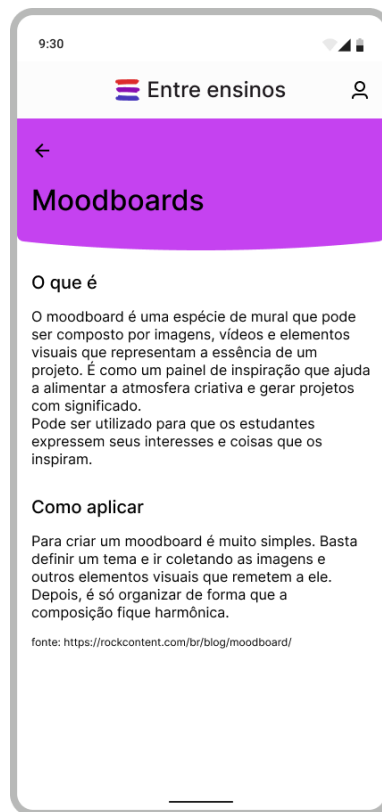 9:30
Entre ensinos
Moodboards
O que é
O moodboard é uma espécie de mural que pode
ser composto por imagens, vídeos e elementos
visuais que representam a essência de um
projeto. É como um painel de inspiração que ajuda
a alimentar a atmosfera criativa e gerar projetos
com significado.
Pode ser utilizado para que os estudantes
expressem seus interesses e coisas que os
inspiram.
Como aplicar
Para criar um moodboard é muito simples. Basta
definir um tema e ir coletando as imagens e
outros elementos visuais que remetem a ele.
Depois, é só organizar de forma que a
composição fique harmônica.
fonte: https://rockcontent.com/br/blog/moodboard/